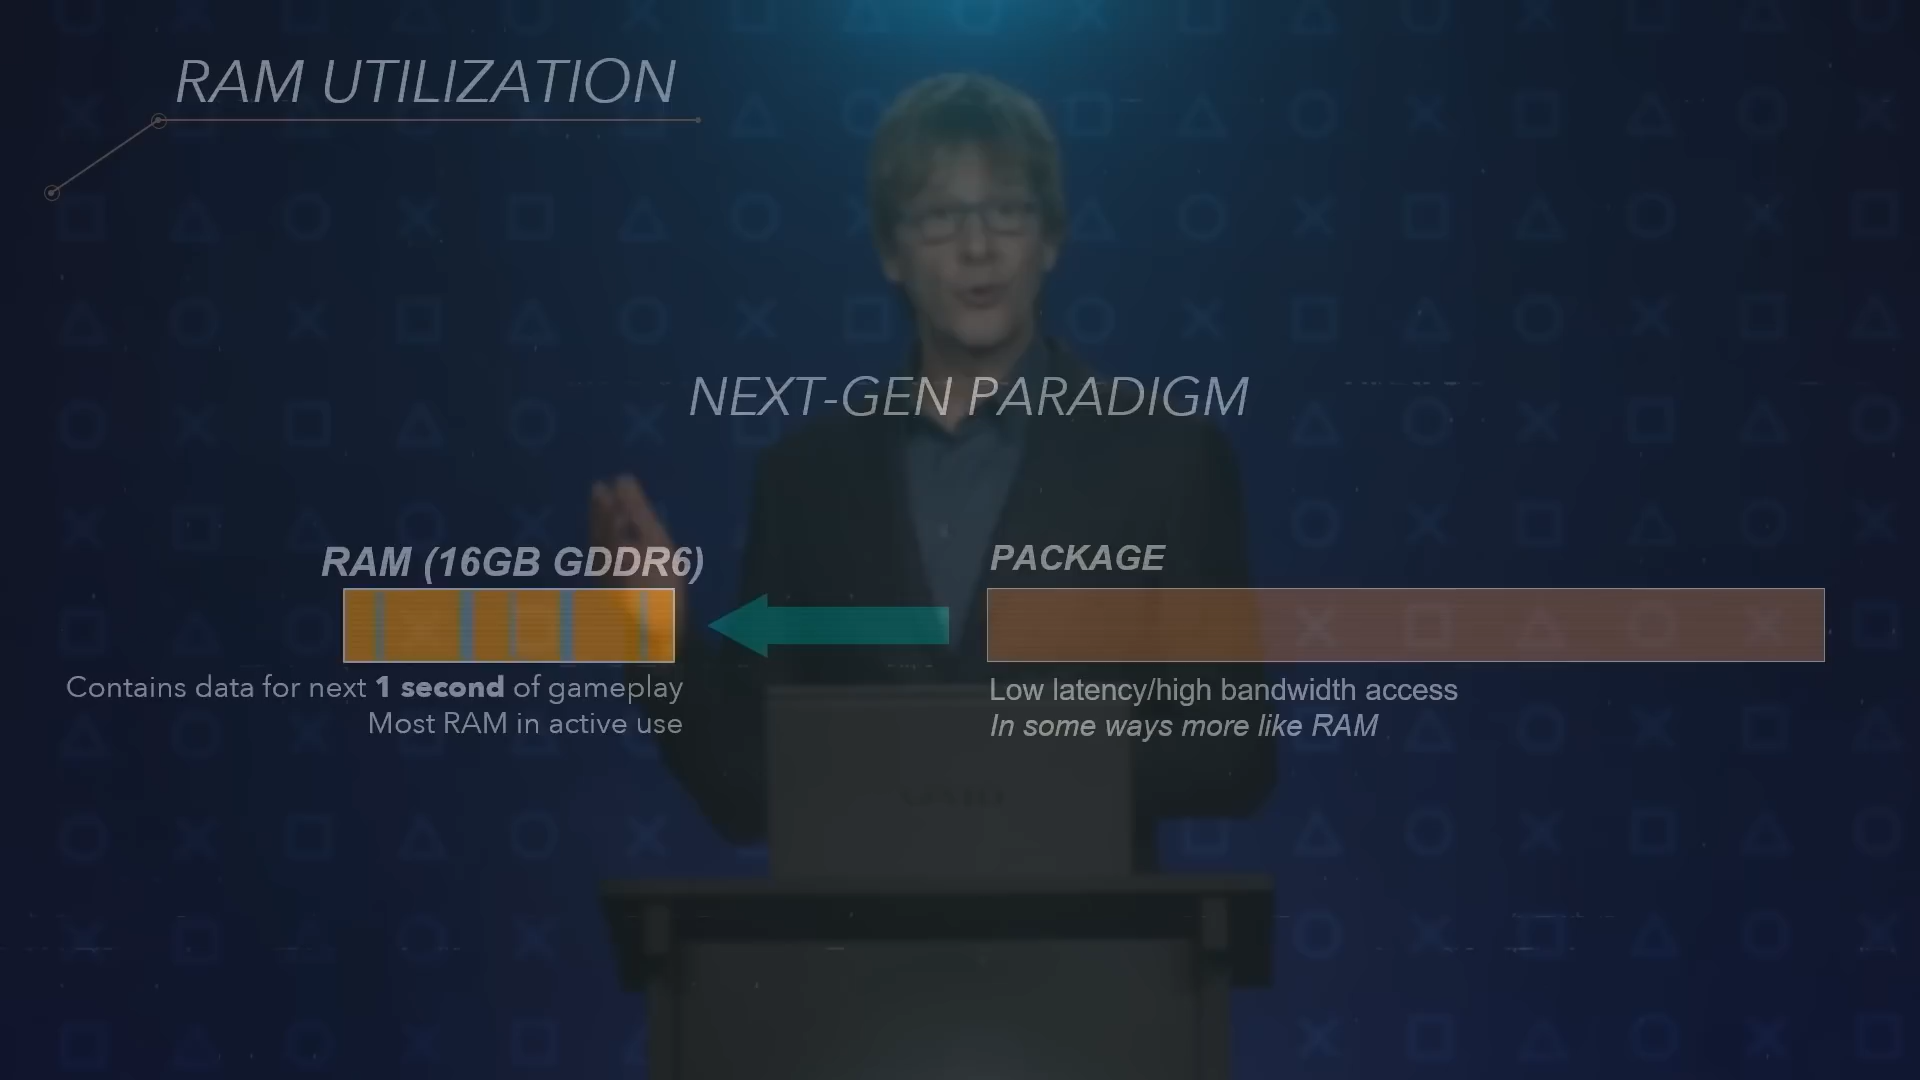 RAM UTILIZATION
NEXT-GEN PARADIGM
RAM (16GB GDDR6)
Contains data for next 1 second of gameplay
Most RAM in active use
PACKAGE
Low latency/high bandwidth access
In some ways more like RAM